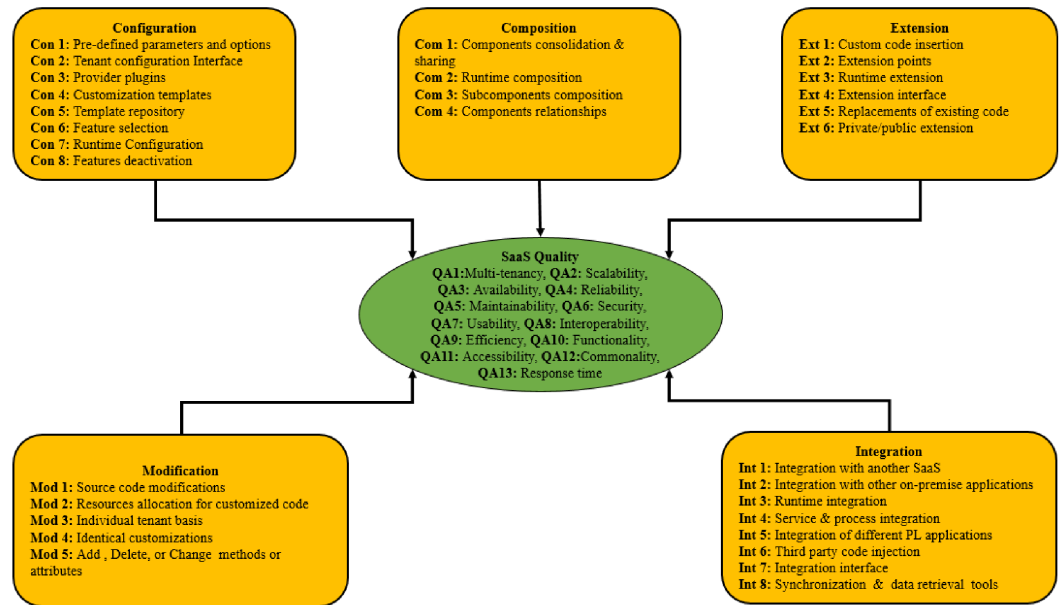 Configuration
Con 1: Pre-defined parameters and options
Con 2: Tenant configuration Interface
Con 3: Provider plugins
Con 4: Customization templates
Con 5: Template repository
Con 6: Feature selection
Con 7: Runtime Configuration
Con 8: Features deactivation
Composition
Com 1: Components consolidation &
sharing
Com 2: Runtime composition
Com 3: Subcomponents composition
Com 4: Components relationships
Extension
Ext 1: Custom code insertion
Ext 2: Extension points
Ext 3: Runtime extension
Ext 4: Extension interface
Ext 5: Replacements of existing code
Ext 6: Private/public extension
SaaS Quality
QA1:Multi-tenancy, QA2: Scalability,
QA3: Availability, QA4: Reliability,
QA5: Maintainability, QA6: Security,
QA7: Usability, QA8: Interoperability,
QA9: Efficiency, QA10: Functionality,
QA11: Accessibility, QA12:Commonality,
QA13: Response time
Modification
Mod 1: Source code modifications
Mod 2: Resources allocation for customized code
Mod 3: Individual tenant basis
Mod 4: Identical customizations
Mod 5: Add , Delete, or Change methods or
attributes
Integration
Int 1: Integration with another SaaS
Int 2: Integration with other on-premise applications
Int 3: Runtime integration
Int 4: Service & process integration
Int 5: Integration of different PL applications
Int 6: Third party code injection
Int 7: Integration interface
Int 8: Synchronization & data retrieval tools